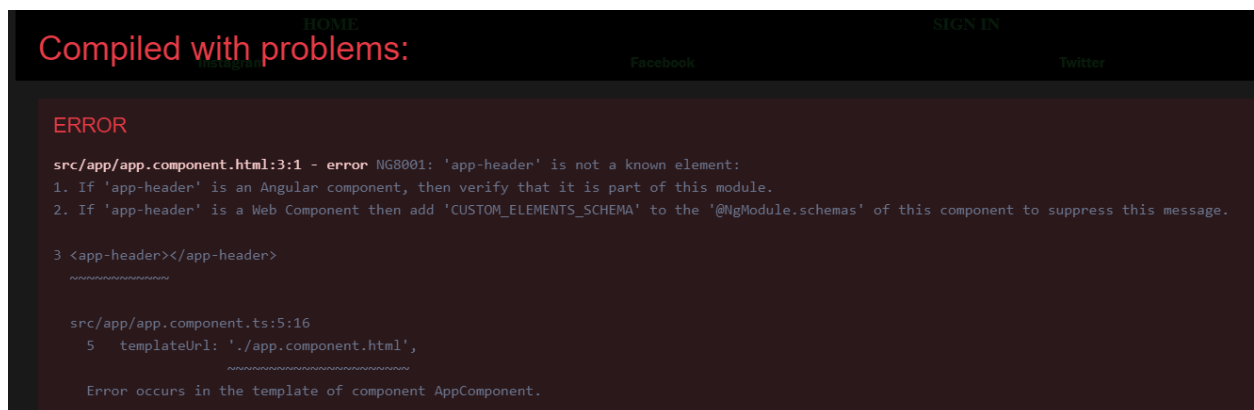 HOME SIGN IN
Compiled with problems:
Instagram Facebook Twitter
ERROR
src/app/app.component.html:3:1 - error NG8001: 'app-header' is not a known element:
1. If 'app-header' is an Angular component, then verify that it is part of this module.
2. If 'app-header' is a Web Component then add 'CUSTOM_ELEMENTS_SCHEMA' to the '@NgModule.schemas' of this component to suppress this message.
3 <app-header></app-header>
~~~~~~~~~~~~
src/app/app.component.ts:5:16
5 templateUrl: './app.component.html',
~~~~~~~~~~~~~~~~~~~~~~
Error occurs in the template of component AppComponent.